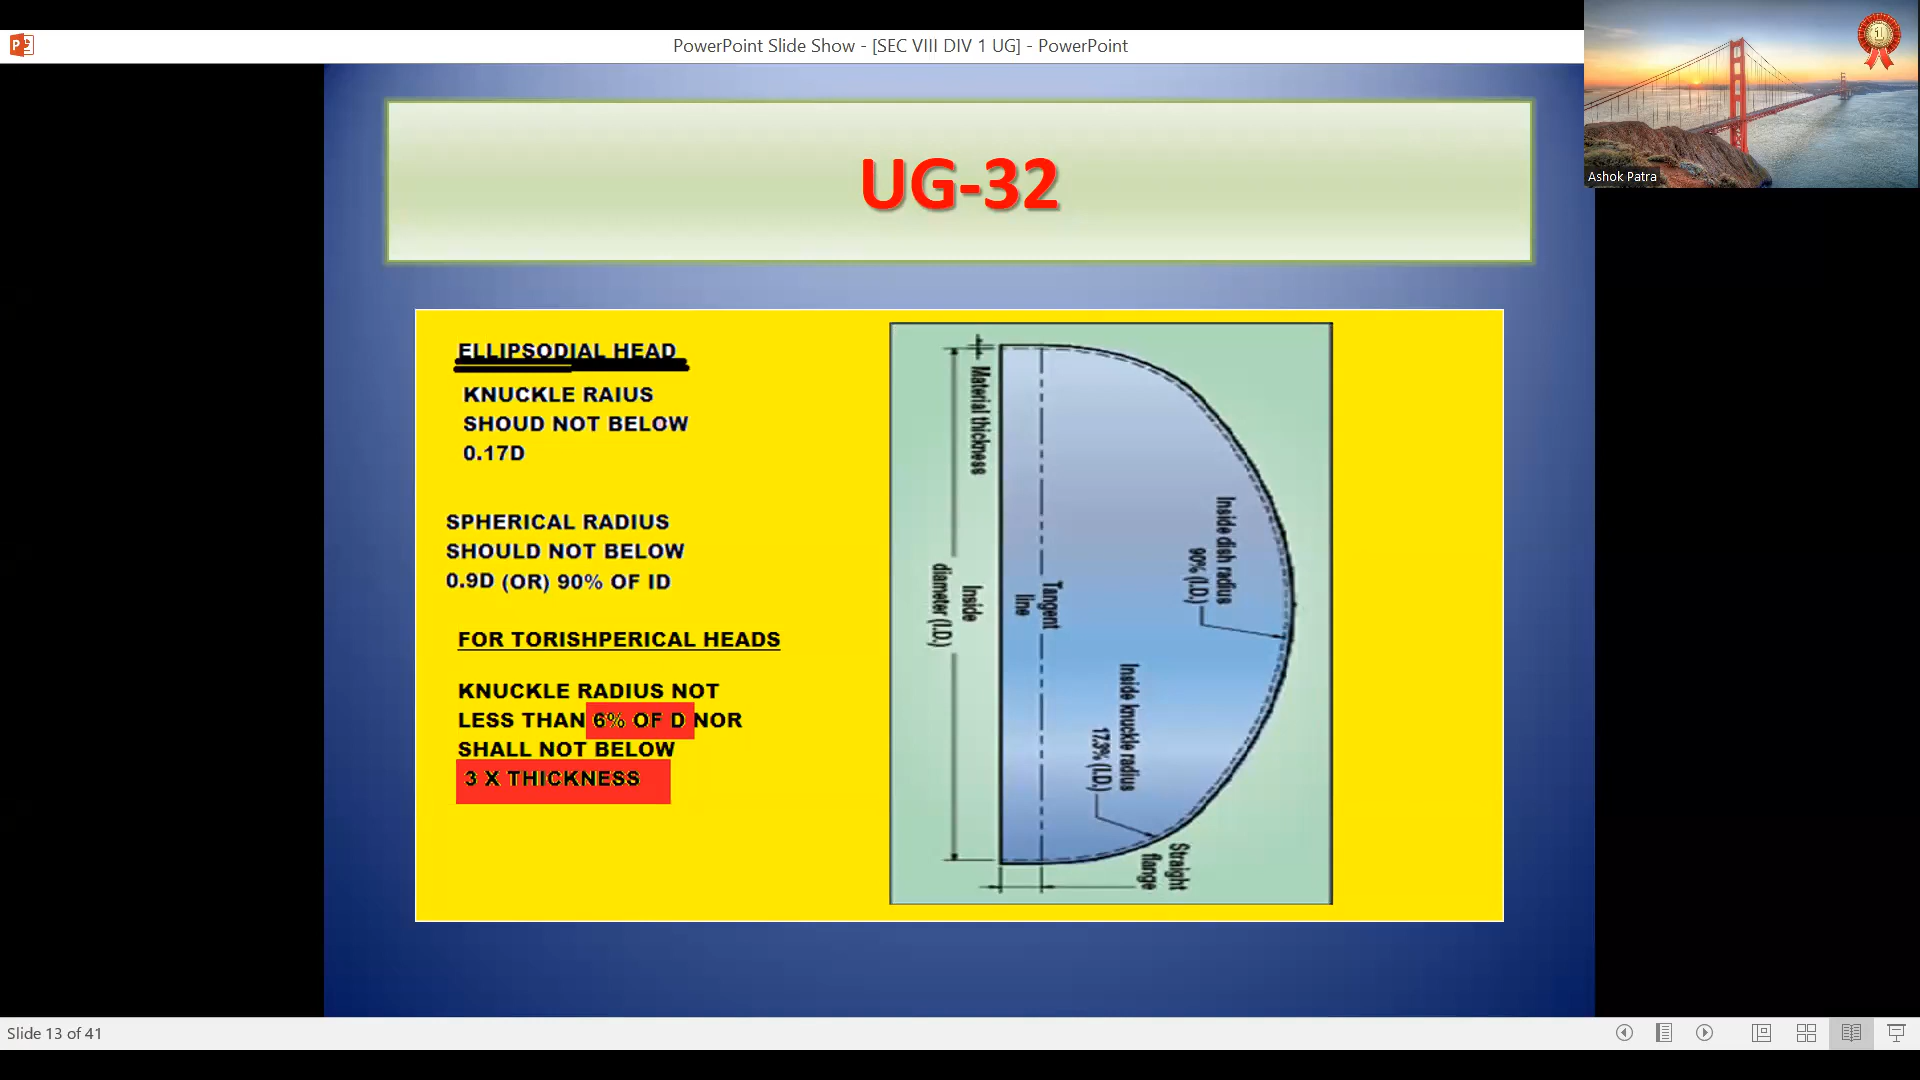 PowerPoint Slide Show - [SEC VIII DIV 1 UG] - PowerPoint
1
Ashok Patra
UG-32
ELLIPSODIAL HEAD
KNUCKLE RAIUS
SHOUD NOT BELOW
0.17D
SPHERICAL RADIUS
SHOULD NOT BELOW
0.9D (OR) 90% OF ID
FOR TORISHPERICAL HEADS
KNUCKLE RADIUS NOT
LESS THAN 6% OF D NOR
SHALL NOT BELOW
3 X THICKNESS
Material thickness
Inside
diameter (I.D.)
Tangent
line
Inside dish radius
90% (I.D.)
Inside knuckle radius
17.3% (I.D.)
Straight
flange
Slide 13 of 41